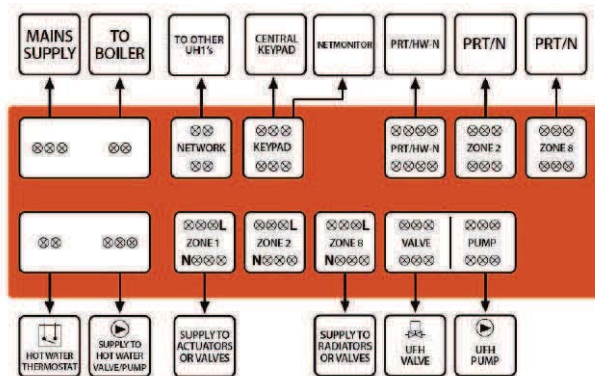 MAINS
SUPPLY
TO
BOILER
TO OTHER
UH1's
CENTRAL
KEYPAD
NETMONITOR
PRT/HW-N
PRT/N
PRT/N
NETWORK
KEYPAD
PRT/HW-N
ZONE 2
ZONE 8
L
ZONE 1
N
L
ZONE 2
N
L
ZONE 8
N
VALVE
PUMP
HOT WATER
THERMOSTAT
SUPPLY TO
HOT WATER
VALVE/PUMP
SUPPLY TO
ACTUATORS
OR VALVES
SUPPLY TO
RADIATORS
OR VALVES
UFH
VALVE
UFH
PUMP